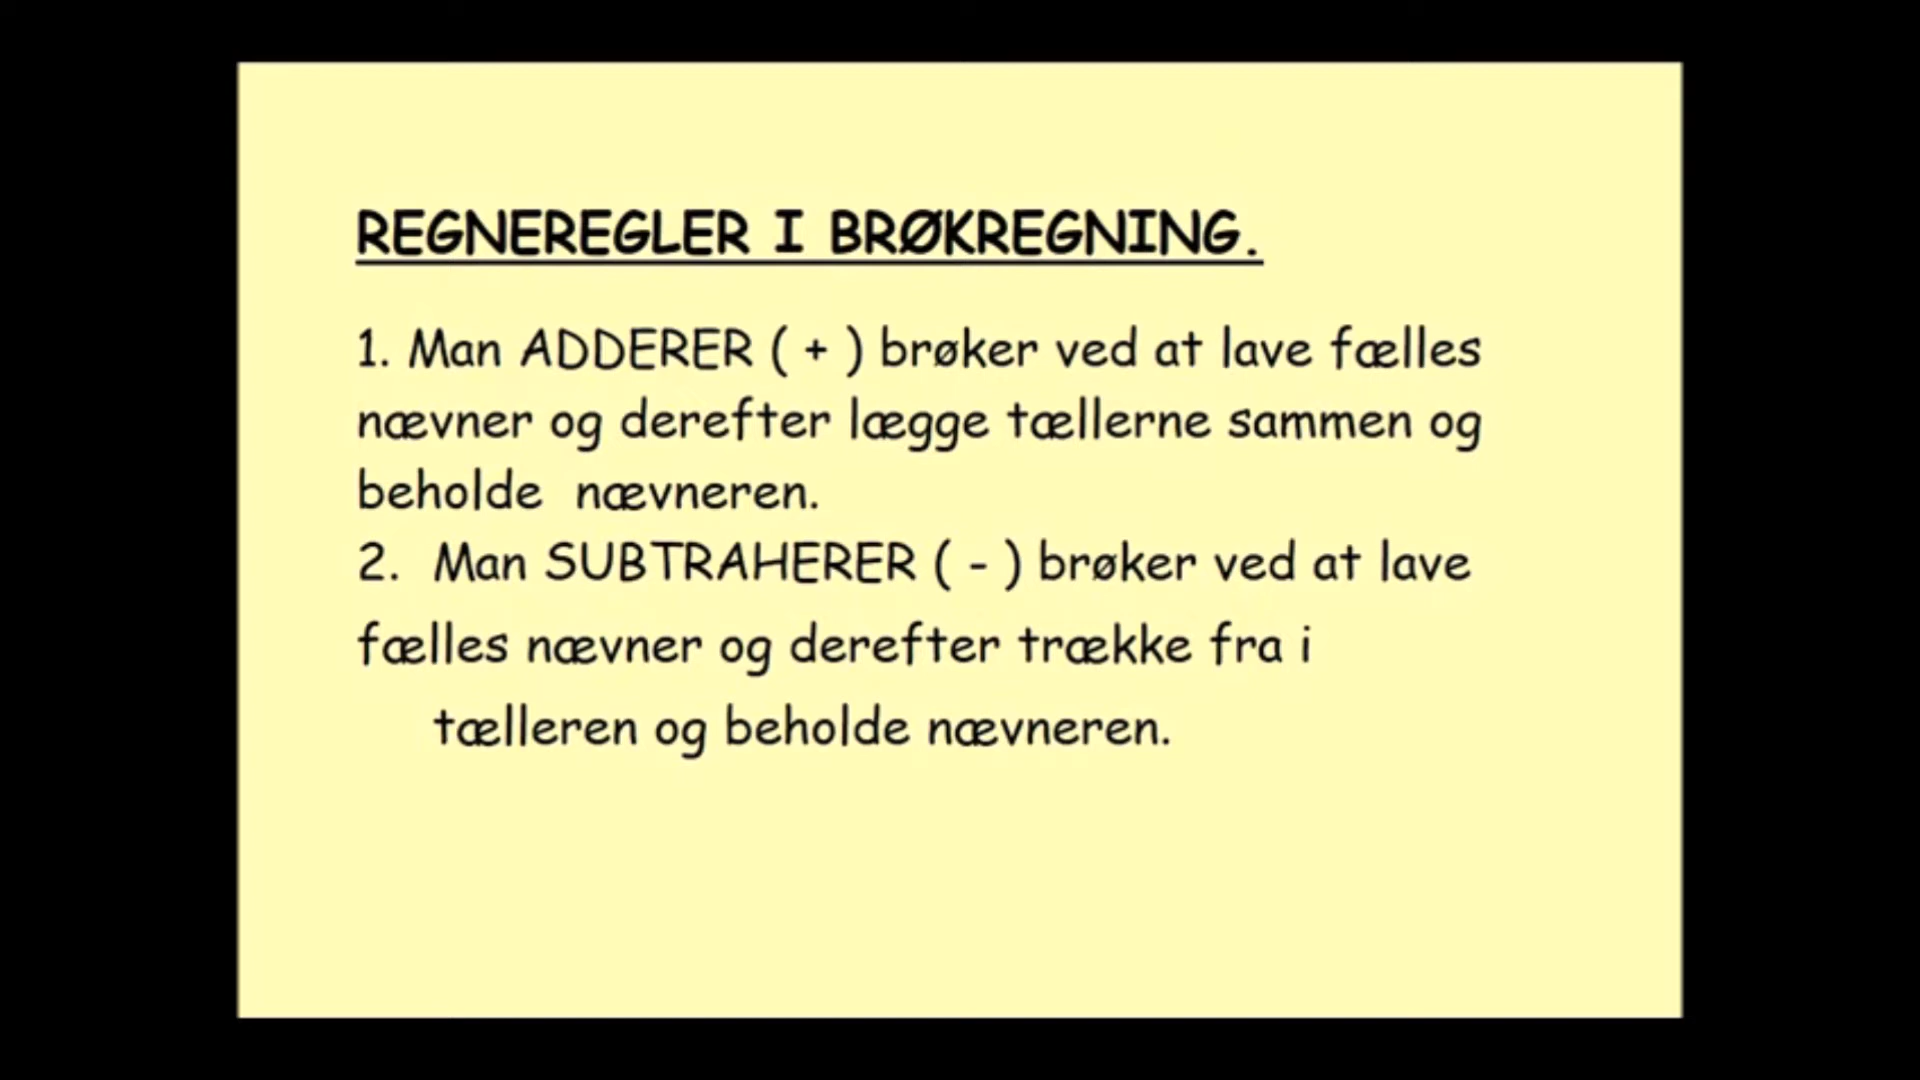 REGNEREGLER I BRØKREGNING.
1. Man ADDERER ( + ) brøker ved at lave fælles
nævner og derefter lægge tællerne sammen og
beholde  nævneren.
2.  Man SUBTRAHERER ( - ) brøker ved at lave
fælles nævner og derefter trække fra i
tælleren og beholde nævneren.